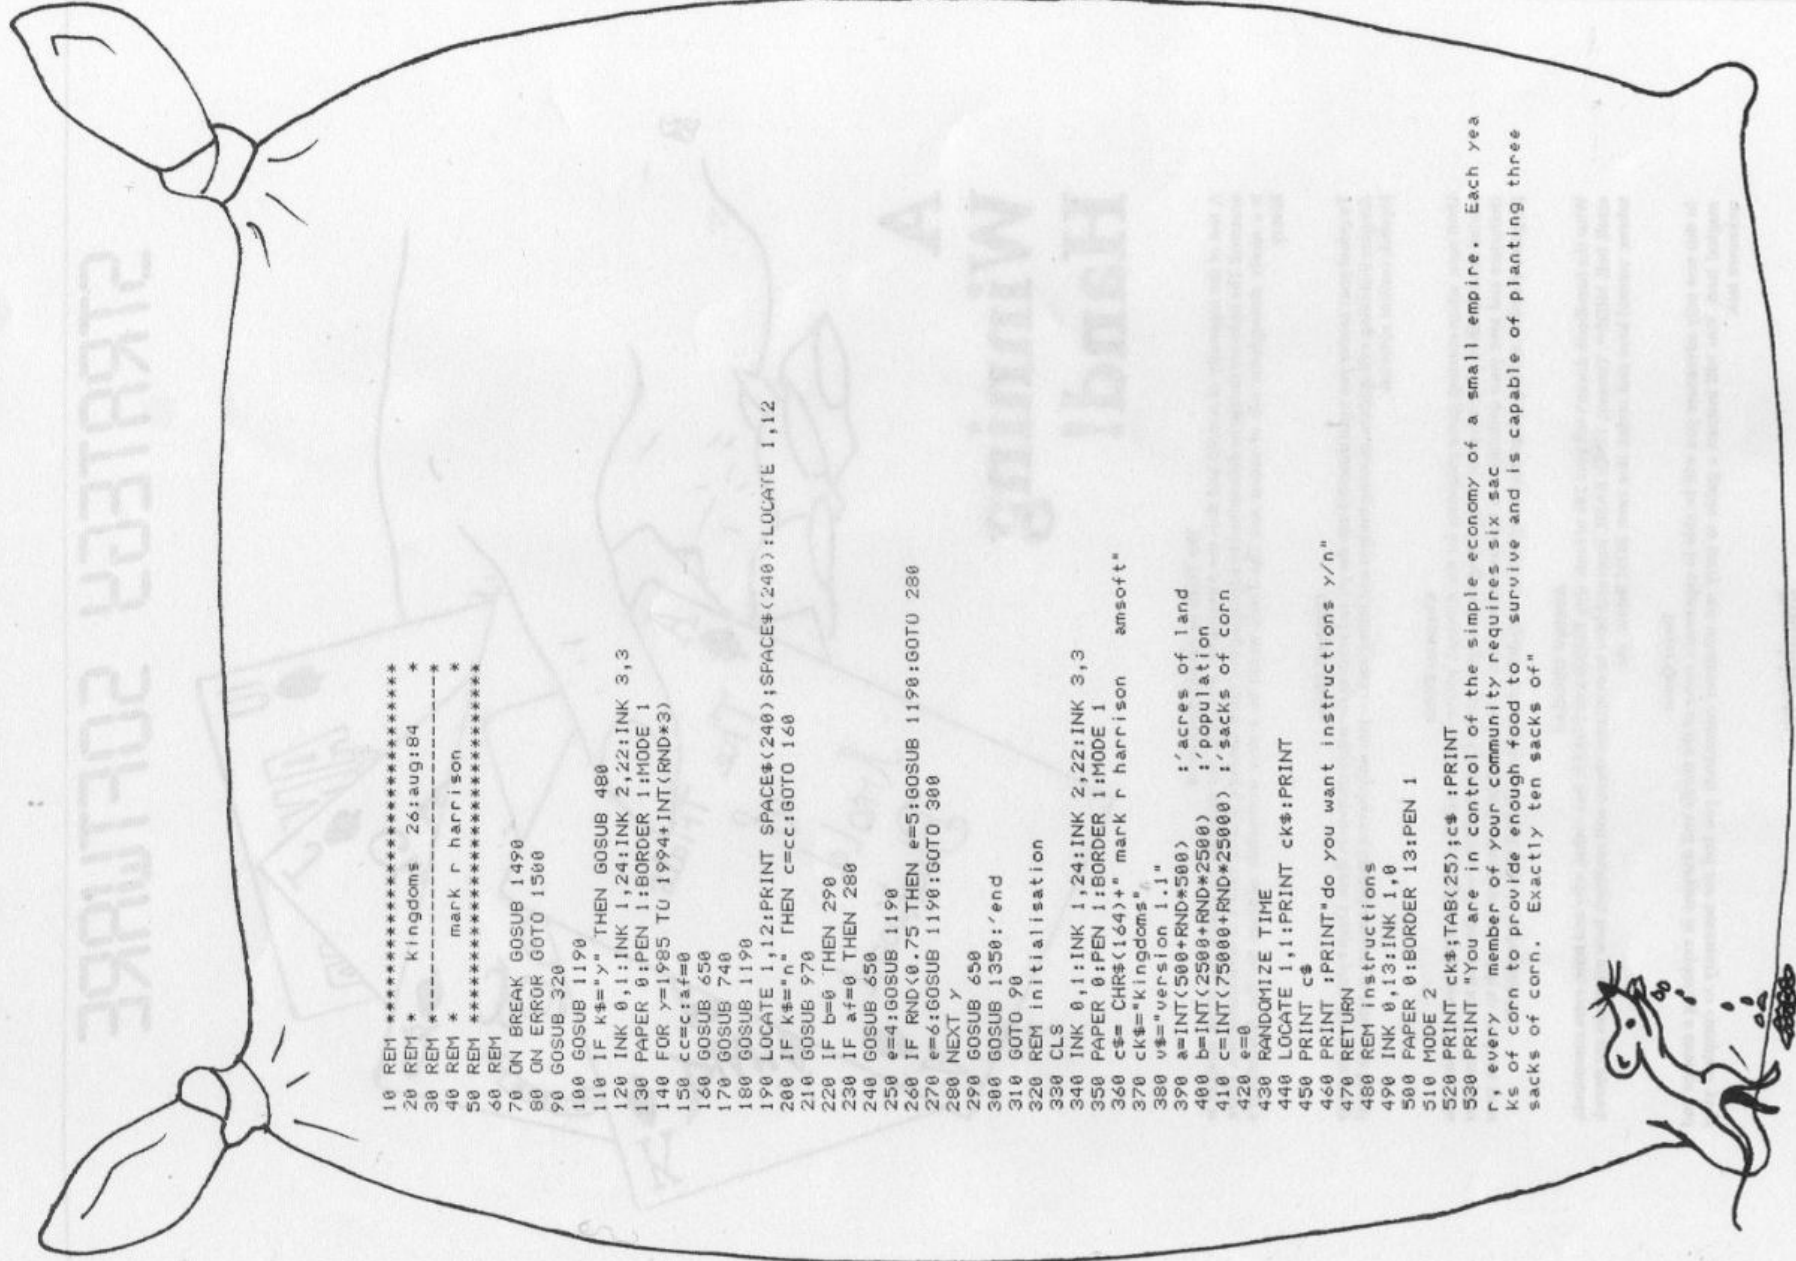 10 REM *****************************
20 REM *   kingdoms  26:aug:84   *
30 REM *---------------------------*
40 REM *      mark r harrison      *
50 REM *****************************
60 REM
70 ON BREAK GOSUB 1490
80 ON ERROR GOTO 1500
90 GOSUB 320
100 GOSUB 1190
110 IF k$="y" THEN GOSUB 480
120 INK 0,1:INK 1,24:INK 2,22:INK 3,3
130 PAPER 0:PEN 1:BORDER 1:MODE 1
140 FOR y=1985 TO 1994+INT(RND*3)
150 cc=c:af=0
160 GOSUB 650
170 GOSUB 740
180 GOSUB 1190
190 LOCATE 1,12:PRINT SPACE$(240);SPACE$(240):LOCATE 1,12
200 IF k$="n" THEN c=cc:GOTO 160
210 GOSUB 970
220 IF b=0 THEN 290
230 IF af=0 THEN 280
240 GOSUB 650
250 e=4:GOSUB 1190
260 IF RND<0.75 THEN e=5:GOSUB 1190:GOTO 280
270 e=6:GOSUB 1190:GOTO 300
280 NEXT y
290 GOSUB 650
300 GOSUB 1350:'end
310 GOTO 90
320 REM initialisation
330 CLS
340 INK 0,1:INK 1,24:INK 2,22:INK 3,3
350 PAPER 0:PEN 1:BORDER 1:MODE 1
360 c$= CHR$(164)+" mark r harrison   amsoft"
370 ck$="kingdoms"
380 v$="version 1.1"
390 a=INT(500+RND*500)    :'acres of land
400 b=INT(2500+RND*2500)  :'population
410 c=INT(75000+RND*25000) :'sacks of corn
420 e=0
430 RANDOMIZE TIME
440 LOCATE 1,1:PRINT ck$:PRINT
450 PRINT c$
460 PRINT :PRINT"do you want instructions y/n"
470 RETURN
480 REM instructions
490 INK 0,13:INK 1,0
500 PAPER 0:BORDER 13:PEN 1
510 MODE 2
520 PRINT ck$;TAB(25);c$ :PRINT
530 PRINT "You are in control of the simple economy of a small empire. Each yea
r, every member of your community requires six sac
ks of corn to provide enough food to  survive and is capable of planting three
sacks of corn. Exactly ten sacks of"